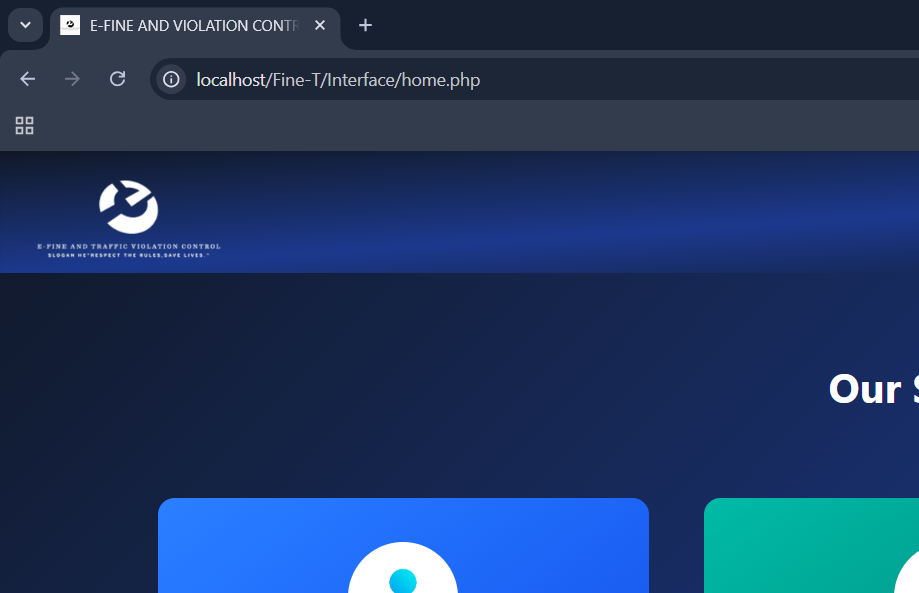 E-FINE AND VIOLATION CONTR
localhost/Fine-T/Interface/home.php
E-FINE AND TRAFFIC VIOLATION CONTROL
SLOGAN HE"RESPECT THE RULES,SAVE LIVES."
Our S